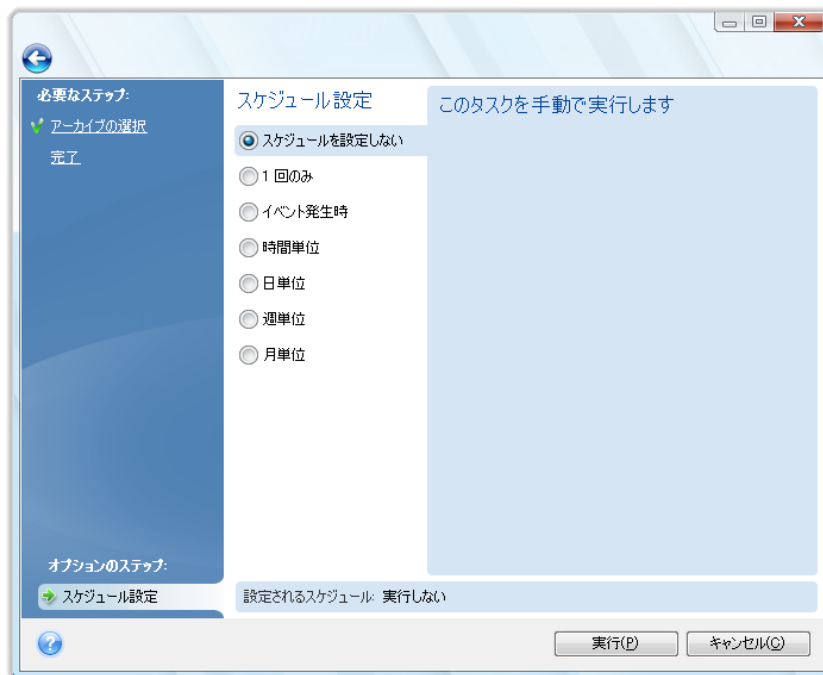 必要なステップ:
アーカイブの選択
完了
スケジュール設定
スケジュールを設定しない
1 回のみ
イベント発生時
時間単位
日単位
週単位
月単位
このタスクを手動で実行します
オプションのステップ:
スケジュール設定
設定されるスケジュール: 実行しない
実行(P)
キャンセル(C)